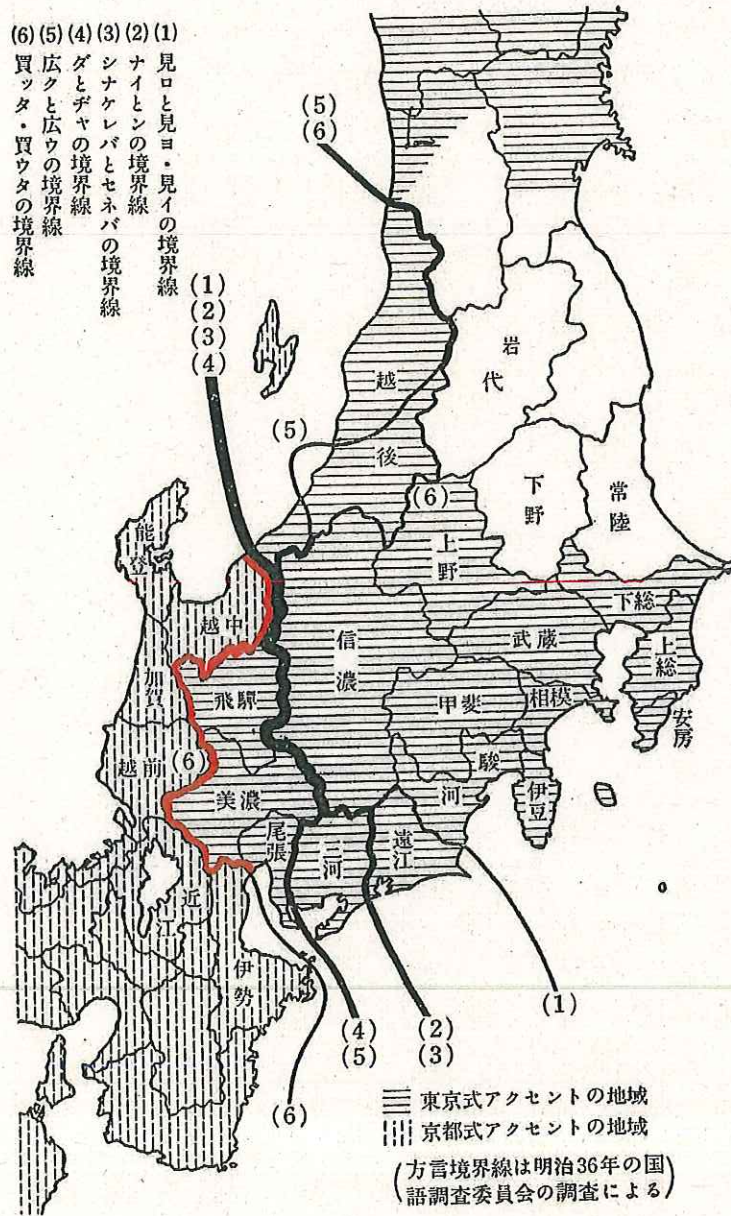 (1) 見ロと見ヨ・見イの境界線
(2) ナイとンの境界線
(3) シナケレバとセネバの境界線
(4) ダとヂャの境界線
(5) 広クと広ウの境界線
(6) 買ッタ・買ウタの境界線
(5)
(6)
(1)
(2)
(3)
(4)
岩代
越後
(5)
(6)
下野
常陸
能登
上野
越中
信濃
武蔵
下総
上総
加賀
飛驒
甲斐
相模
安房
越前
(6)
美濃
駿河
伊豆
尾張
三河
遠江
近江
伊勢
(1)
(4)
(5)
(2)
(3)
(6)
東京式アクセントの地域
京都式アクセントの地域
(方言境界線は明治36年の国
語調査委員会の調査による)